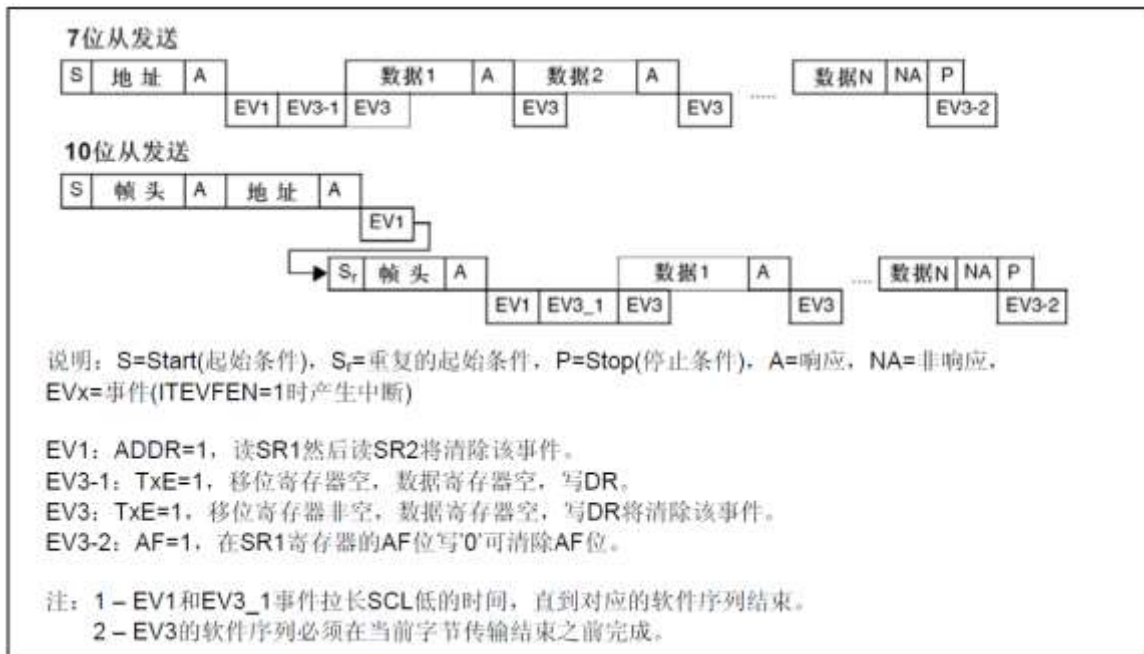 7位从发送
S 地址 A 数据1 A 数据2 A ..... 数据N NA P
EV1 EV3-1 EV3 EV3 EV3 EV3-2
10位从发送
S 帧头 A 地址 A
EV1
Sr 帧头 A 数据1 A .... 数据N NA P
EV1 EV3_1 EV3 EV3 EV3-2
说明：S=Start(起始条件)，Sr=重复的起始条件，P=Stop(停止条件)，A=响应，NA=非响应，
EVx=事件(ITEVFEN=1时产生中断)
EV1：ADDR=1，读SR1然后读SR2将清除该事件。
EV3-1：TxE=1，移位寄存器空，数据寄存器空，写DR。
EV3：TxE=1，移位寄存器非空，数据寄存器空，写DR将清除该事件。
EV3-2：AF=1，在SR1寄存器的AF位写'0'可清除AF位。
注：1 – EV1和EV3_1事件拉长SCL低的时间，直到对应的软件序列结束。
2 – EV3的软件序列必须在当前字节传输结束之前完成。